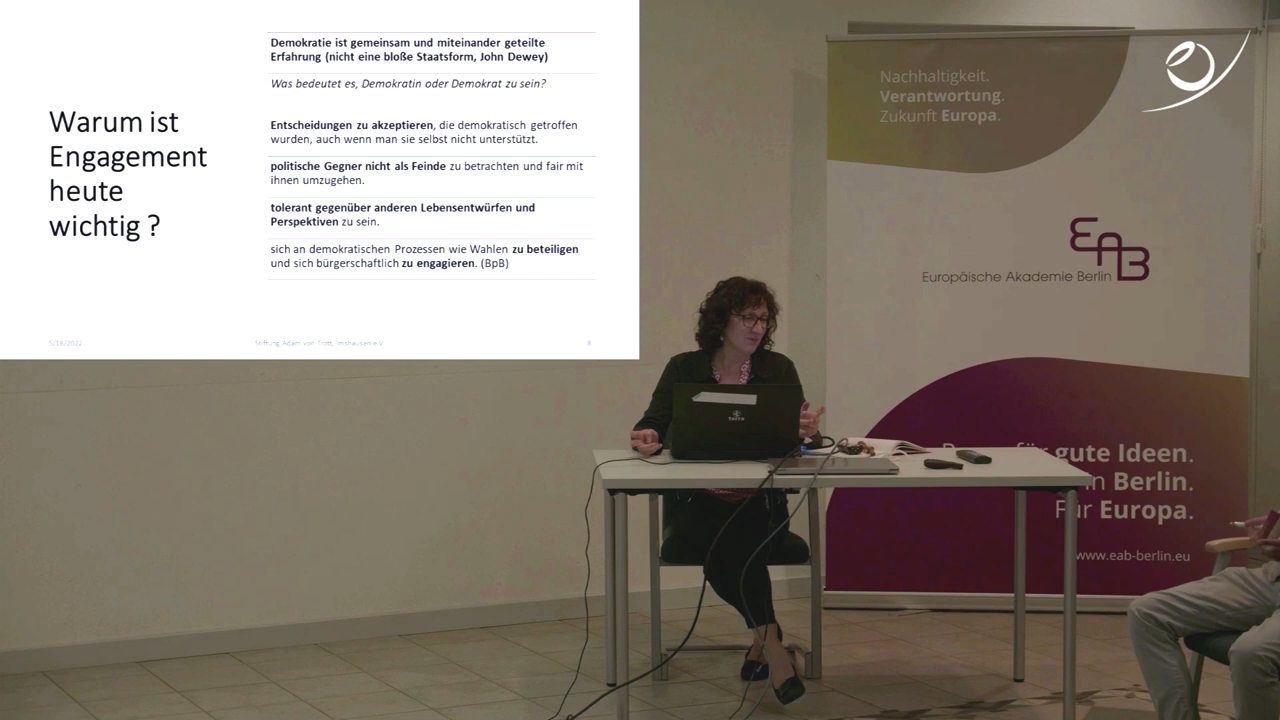 Warum ist
Engagement
heute
wichtig ?
Demokratie ist gemeinsam und miteinander geteilte
Erfahrung (nicht eine bloße Staatsform, John Dewey)
Was bedeutet es, Demokratin oder Demokrat zu sein?
Entscheidungen zu akzeptieren, die demokratisch getroffen
wurden, auch wenn man sie selbst nicht unterstützt.
politische Gegner nicht als Feinde zu betrachten und fair mit
ihnen umzugehen.
tolerant gegenüber anderen Lebensentwürfen und
Perspektiven zu sein.
sich an demokratischen Prozessen wie Wahlen zu beteiligen
und sich bürgerschaftlich zu engagieren. (BpB)
5/18/2022
Stiftung Adam von Trott, Imshausen e.V.
Nachhaltigkeit.
Verantwortung.
Zukunft Europa.
EAB
Europäische Akademie Berlin
gute Ideen.
in Berlin.
Für Europa.
www.eab-berlin.eu
terra